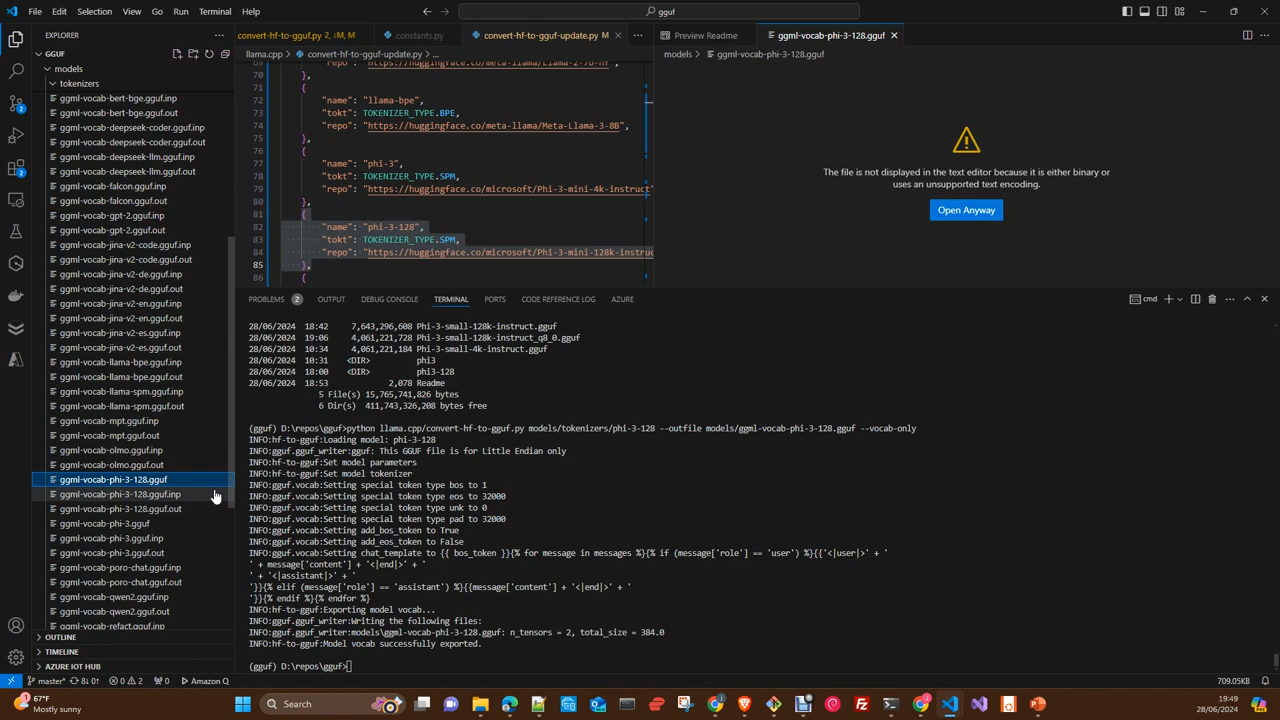 File Edit Selection View Go Run Terminal Help
gguf
EXPLORER
GGUF
models
tokenizers
ggml-vocab-bert-bge.gguf.inp
ggml-vocab-bert-bge.gguf.out
ggml-vocab-deepseek-coder.gguf.inp
ggml-vocab-deepseek-coder.gguf.out
ggml-vocab-deepseek-llm.gguf.inp
ggml-vocab-deepseek-llm.gguf.out
ggml-vocab-falcon.gguf.inp
ggml-vocab-falcon.gguf.out
ggml-vocab-gpt-2.gguf.inp
ggml-vocab-gpt-2.gguf.out
ggml-vocab-jina-v2-code.gguf.inp
ggml-vocab-jina-v2-code.gguf.out
ggml-vocab-jina-v2-de.gguf.inp
ggml-vocab-jina-v2-de.gguf.out
ggml-vocab-jina-v2-en.gguf.inp
ggml-vocab-jina-v2-en.gguf.out
ggml-vocab-jina-v2-es.gguf.inp
ggml-vocab-jina-v2-es.gguf.out
ggml-vocab-llama-bpe.gguf.inp
ggml-vocab-llama-bpe.gguf.out
ggml-vocab-llama-spm.gguf.inp
ggml-vocab-llama-spm.gguf.out
ggml-vocab-mpt.gguf.inp
ggml-vocab-mpt.gguf.out
ggml-vocab-olmo.gguf.inp
ggml-vocab-olmo.gguf.out
ggml-vocab-phi-3-128.gguf
ggml-vocab-phi-3-128.gguf.inp
ggml-vocab-phi-3-128.gguf.out
ggml-vocab-phi-3.gguf
ggml-vocab-phi-3.gguf.inp
ggml-vocab-phi-3.gguf.out
ggml-vocab-poro-chat.gguf.inp
ggml-vocab-poro-chat.gguf.out
ggml-vocab-qwen2.gguf.inp
ggml-vocab-qwen2.gguf.out
ggml-vocab-refact.gguf.inp
OUTLINE
TIMELINE
AZURE IOT HUB
convert-hf-to-gguf.py 2, M
constants.py
convert-hf-to-gguf-update.py M
llama.cpp > convert-hf-to-gguf-update.py > ...
69 "repo": "https://huggingface.co/meta-llama/Llama-2-7b-hf",
70 },
71 {
72 "name": "llama-bpe",
73 "tokt": TOKENIZER_TYPE.BPE,
74 "repo": "https://huggingface.co/meta-llama/Meta-Llama-3-8B",
75 },
76 {
77 "name": "phi-3",
78 "tokt": TOKENIZER_TYPE.SPM,
79 "repo": "https://huggingface.co/microsoft/Phi-3-mini-4k-instruct"
80 },
81 {
82 "name": "phi-3-128",
83 "tokt": TOKENIZER_TYPE.SPM,
84 "repo": "https://huggingface.co/microsoft/Phi-3-mini-128k-instruc
85 },
86 {
Preview Readme
ggml-vocab-phi-3-128.gguf
models > ggml-vocab-phi-3-128.gguf
The file is not displayed in the text editor because it is either binary or
uses an unsupported text encoding.
Open Anyway
PROBLEMS 2 OUTPUT DEBUG CONSOLE TERMINAL PORTS CODE REFERENCE LOG AZURE
cmd
28/06/2024 18:42 7,643,296,608 Phi-3-small-128k-instruct.gguf
28/06/2024 19:06 4,061,221,728 Phi-3-small-128k-instruct_q8_0.gguf
28/06/2024 10:34 4,061,221,184 Phi-3-small-4k-instruct.gguf
28/06/2024 10:31 <DIR> phi3
28/06/2024 18:00 <DIR> phi3-128
28/06/2024 18:53 2,078 Readme
5 File(s) 15,765,741,826 bytes
6 Dir(s) 411,743,326,208 bytes free
(gguf) D:\repos\gguf>python llama.cpp/convert-hf-to-gguf.py models/tokenizers/phi-3-128 --outfile models/ggml-vocab-phi-3-128.gguf --vocab-only
INFO:hf-to-gguf:Loading model: phi-3-128
INFO:gguf.gguf_writer:gguf: This GGUF file is for Little Endian only
INFO:hf-to-gguf:Set model parameters
INFO:hf-to-gguf:Set model tokenizer
INFO:gguf.vocab:Setting special token type bos to 1
INFO:gguf.vocab:Setting special token type eos to 32000
INFO:gguf.vocab:Setting special token type unk to 0
INFO:gguf.vocab:Setting special token type pad to 32000
INFO:gguf.vocab:Setting add_bos_token to True
INFO:gguf.vocab:Setting add_eos_token to False
INFO:gguf.vocab:Setting chat_template to {{ bos_token }}{% for message in messages %}{% if (message['role'] == 'user') %}{{'<|user|>' + '
' + message['content'] + '<|end|>' + '
' + '<|assistant|>' + '
'}}{% elif (message['role'] == 'assistant') %}{{message['content'] + '<|end|>' + '
'}}{% endif %}{% endfor %}
INFO:hf-to-gguf:Exporting model vocab...
INFO:gguf.gguf_writer:Writing the following files:
INFO:gguf.gguf_writer:models\ggml-vocab-phi-3-128.gguf: n_tensors = 2, total_size = 384.0
INFO:hf-to-gguf:Model vocab successfully exported.
(gguf) D:\repos\gguf>
master* 8↓ 0↑ 0 2 0 Amazon Q 709.05KB
67°F
Mostly sunny
Search
19:49
28/06/2024